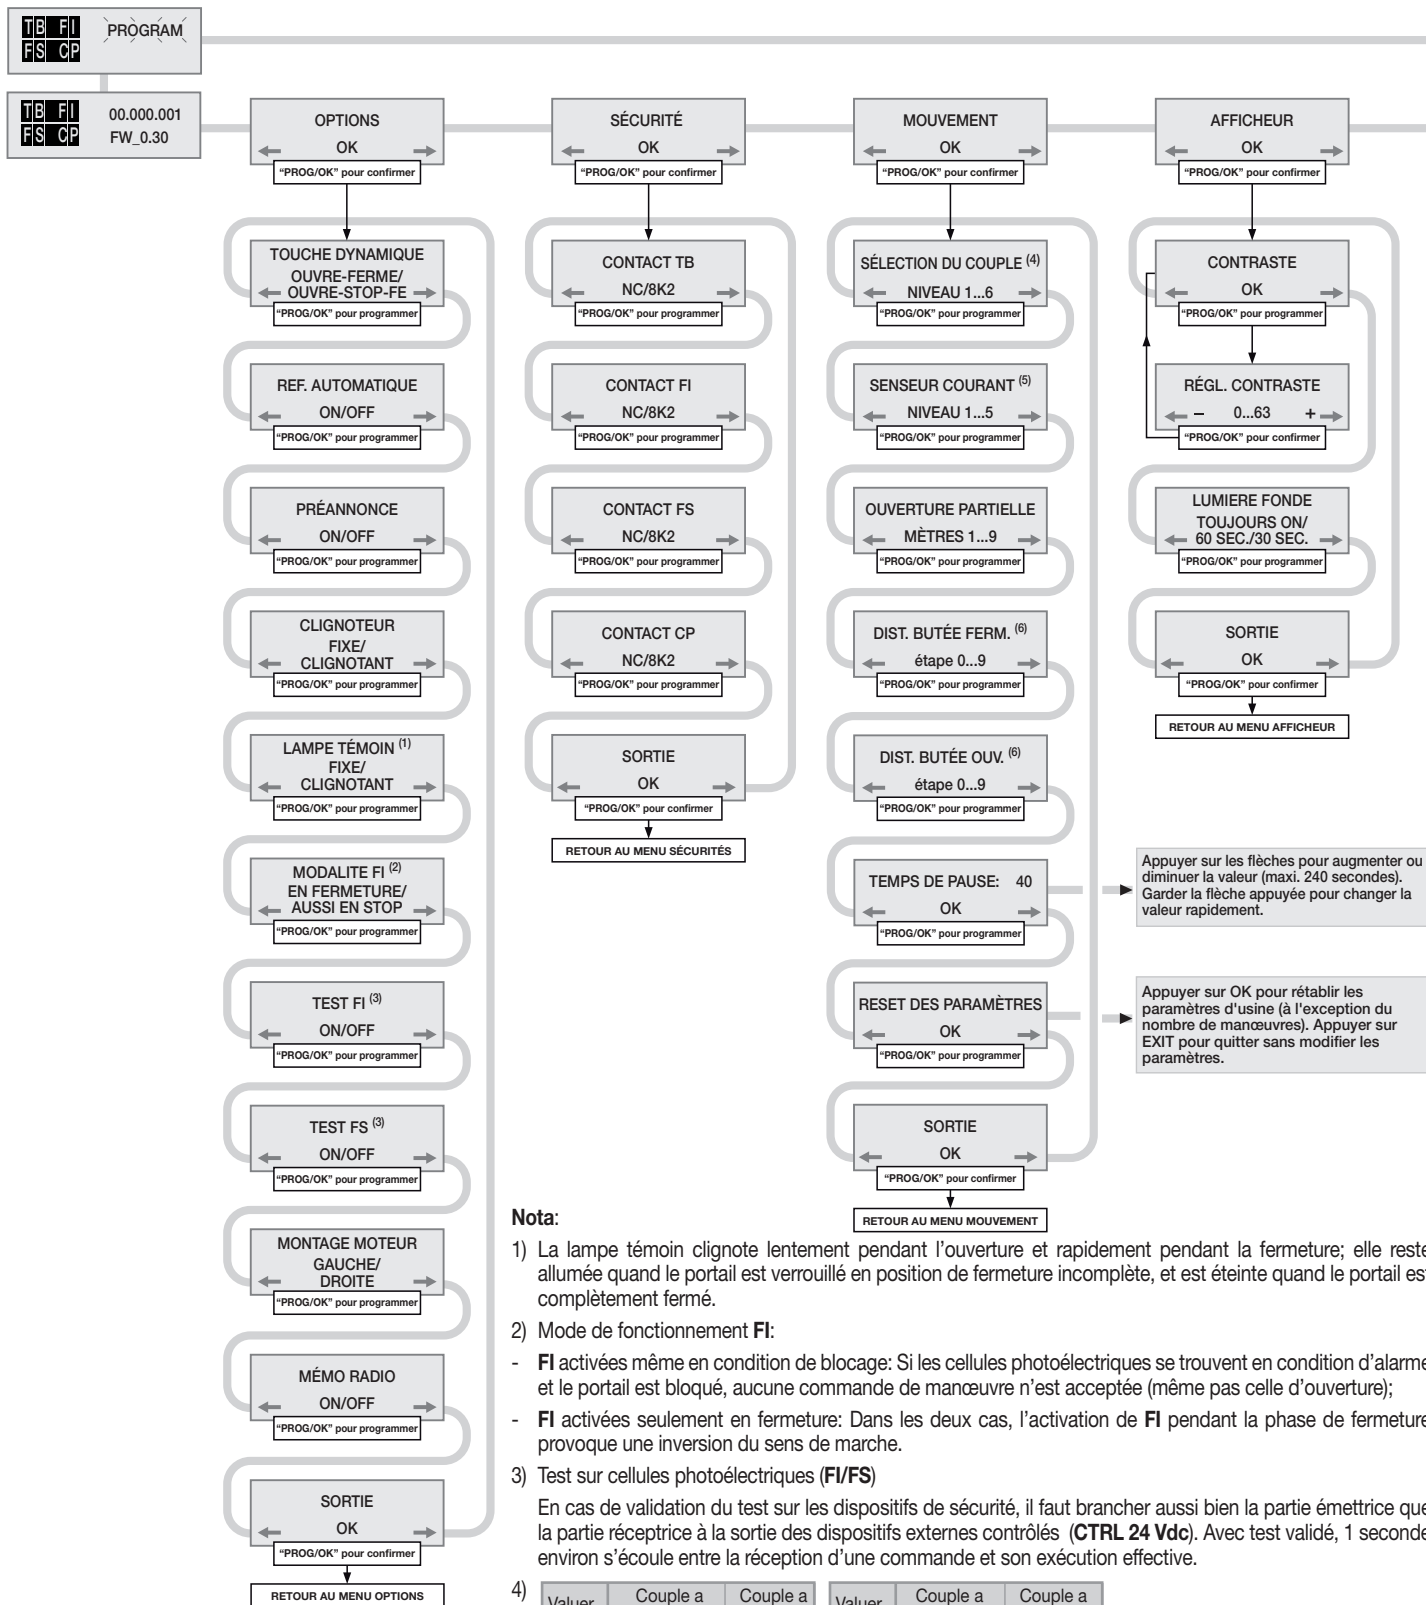 TB FI
FS CP
PROGRAM
TB FI
FS CP
00.000.001
FW_0.30
OPTIONS
OK
“PROG/OK” pour confirmer
TOUCHE DYNAMIQUE
OUVRE-FERME/
OUVRE-STOP-FE
“PROG/OK” pour programmer
REF. AUTOMATIQUE
ON/OFF
“PROG/OK” pour programmer
PRÉANNONCE
ON/OFF
“PROG/OK” pour programmer
CLIGNOTEUR
FIXE/
CLIGNOTANT
“PROG/OK” pour programmer
LAMPE TÉMOIN (1)
FIXE/
CLIGNOTANT
“PROG/OK” pour programmer
MODALITE FI (2)
EN FERMETURE/
AUSSI EN STOP
“PROG/OK” pour programmer
TEST FI (3)
ON/OFF
“PROG/OK” pour programmer
TEST FS (3)
ON/OFF
“PROG/OK” pour programmer
MONTAGE MOTEUR
GAUCHE/
DROITE
“PROG/OK” pour programmer
MÉMO RADIO
ON/OFF
“PROG/OK” pour programmer
SORTIE
OK
“PROG/OK” pour confirmer
RETOUR AU MENU OPTIONS
SÉCURITÉ
OK
“PROG/OK” pour confirmer
CONTACT TB
NC/8K2
“PROG/OK” pour programmer
CONTACT FI
NC/8K2
“PROG/OK” pour programmer
CONTACT FS
NC/8K2
“PROG/OK” pour programmer
CONTACT CP
NC/8K2
“PROG/OK” pour programmer
SORTIE
OK
“PROG/OK” pour confirmer
RETOUR AU MENU SÉCURITÉS
MOUVEMENT
OK
“PROG/OK” pour confirmer
SÉLECTION DU COUPLE (4)
NIVEAU 1...6
“PROG/OK” pour programmer
SENSEUR COURANT (5)
NIVEAU 1...5
“PROG/OK” pour programmer
OUVERTURE PARTIELLE
MÈTRES 1...9
“PROG/OK” pour programmer
DIST. BUTÉE FERM. (6)
étape 0...9
“PROG/OK” pour programmer
DIST. BUTÉE OUV. (6)
étape 0...9
“PROG/OK” pour programmer
TEMPS DE PAUSE: 40
OK
“PROG/OK” pour programmer
RESET DES PARAMÈTRES
OK
“PROG/OK” pour programmer
SORTIE
OK
“PROG/OK” pour confirmer
RETOUR AU MENU MOUVEMENT
AFFICHEUR
OK
“PROG/OK” pour confirmer
CONTRASTE
OK
“PROG/OK” pour programmer
RÉGL. CONTRASTE
– 0...63 +
“PROG/OK” pour confirmer
LUMIERE FONDE
TOUJOURS ON/
60 SEC./30 SEC.
“PROG/OK” pour programmer
SORTIE
OK
“PROG/OK” pour confirmer
RETOUR AU MENU AFFICHEUR
Appuyer sur les flèches pour augmenter ou
diminuer la valeur (maxi. 240 secondes).
Garder la flèche appuyée pour changer la
valeur rapidement.
Appuyer sur OK pour rétablir les
paramètres d'usine (à l'exception du
nombre de manœuvres). Appuyer sur
EXIT pour quitter sans modifier les
paramètres.
Nota:
1) La lampe témoin clignote lentement pendant l’ouverture et rapidement pendant la fermeture; elle reste
allumée quand le portail est verrouillé en position de fermeture incomplète, et est éteinte quand le portail est
complètement fermé.
2) Mode de fonctionnement FI:
- FI activées même en condition de blocage: Si les cellules photoélectriques se trouvent en condition d’alarme
et le portail est bloqué, aucune commande de manœuvre n’est acceptée (même pas celle d’ouverture);
- FI activées seulement en fermeture: Dans les deux cas, l’activation de FI pendant la phase de fermeture
provoque une inversion du sens de marche.
3) Test sur cellules photoélectriques (FI/FS)
En cas de validation du test sur les dispositifs de sécurité, il faut brancher aussi bien la partie émettrice que
la partie réceptrice à la sortie des dispositifs externes contrôlés (CTRL 24 Vdc). Avec test validé, 1 seconde
environ s’écoule entre la réception d’une commande et son exécution effective.
4) Valuer Couple a Couple a Valuer Couple a Couple a